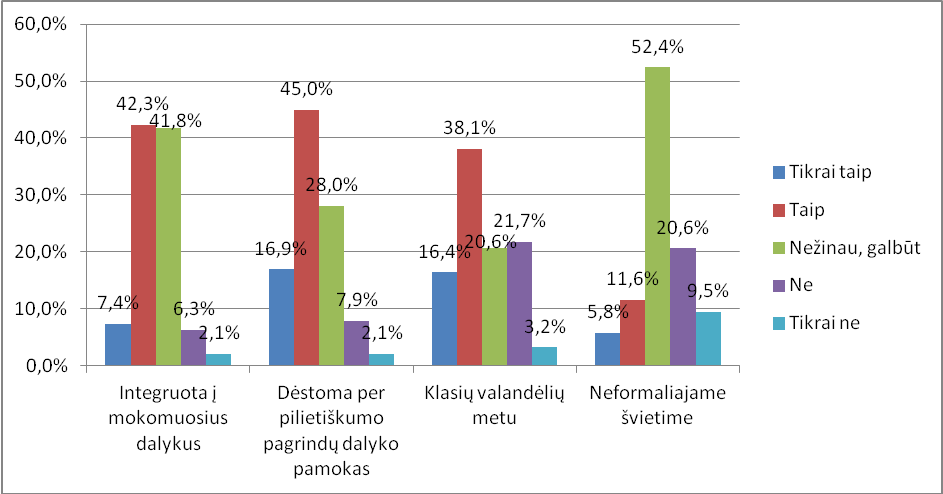 60,0%
50,0%
40,0%
30,0%
20,0%
10,0%
0,0%
7,4%
42,3%
41,8%
6,3%
2,1%
16,9%
45,0%
28,0%
7,9%
2,1%
16,4%
38,1%
20,6%
21,7%
3,2%
5,8%
11,6%
52,4%
20,6%
9,5%
Integruota į
mokomuosius
dalykus
Dėstoma per
pilietiškumo
pagrindų dalyko
pamokas
Klasių valandėlių
metu
Neformaliajame
švietime
Tikrai taip
Taip
Nežinau, galbūt
Ne
Tikrai ne